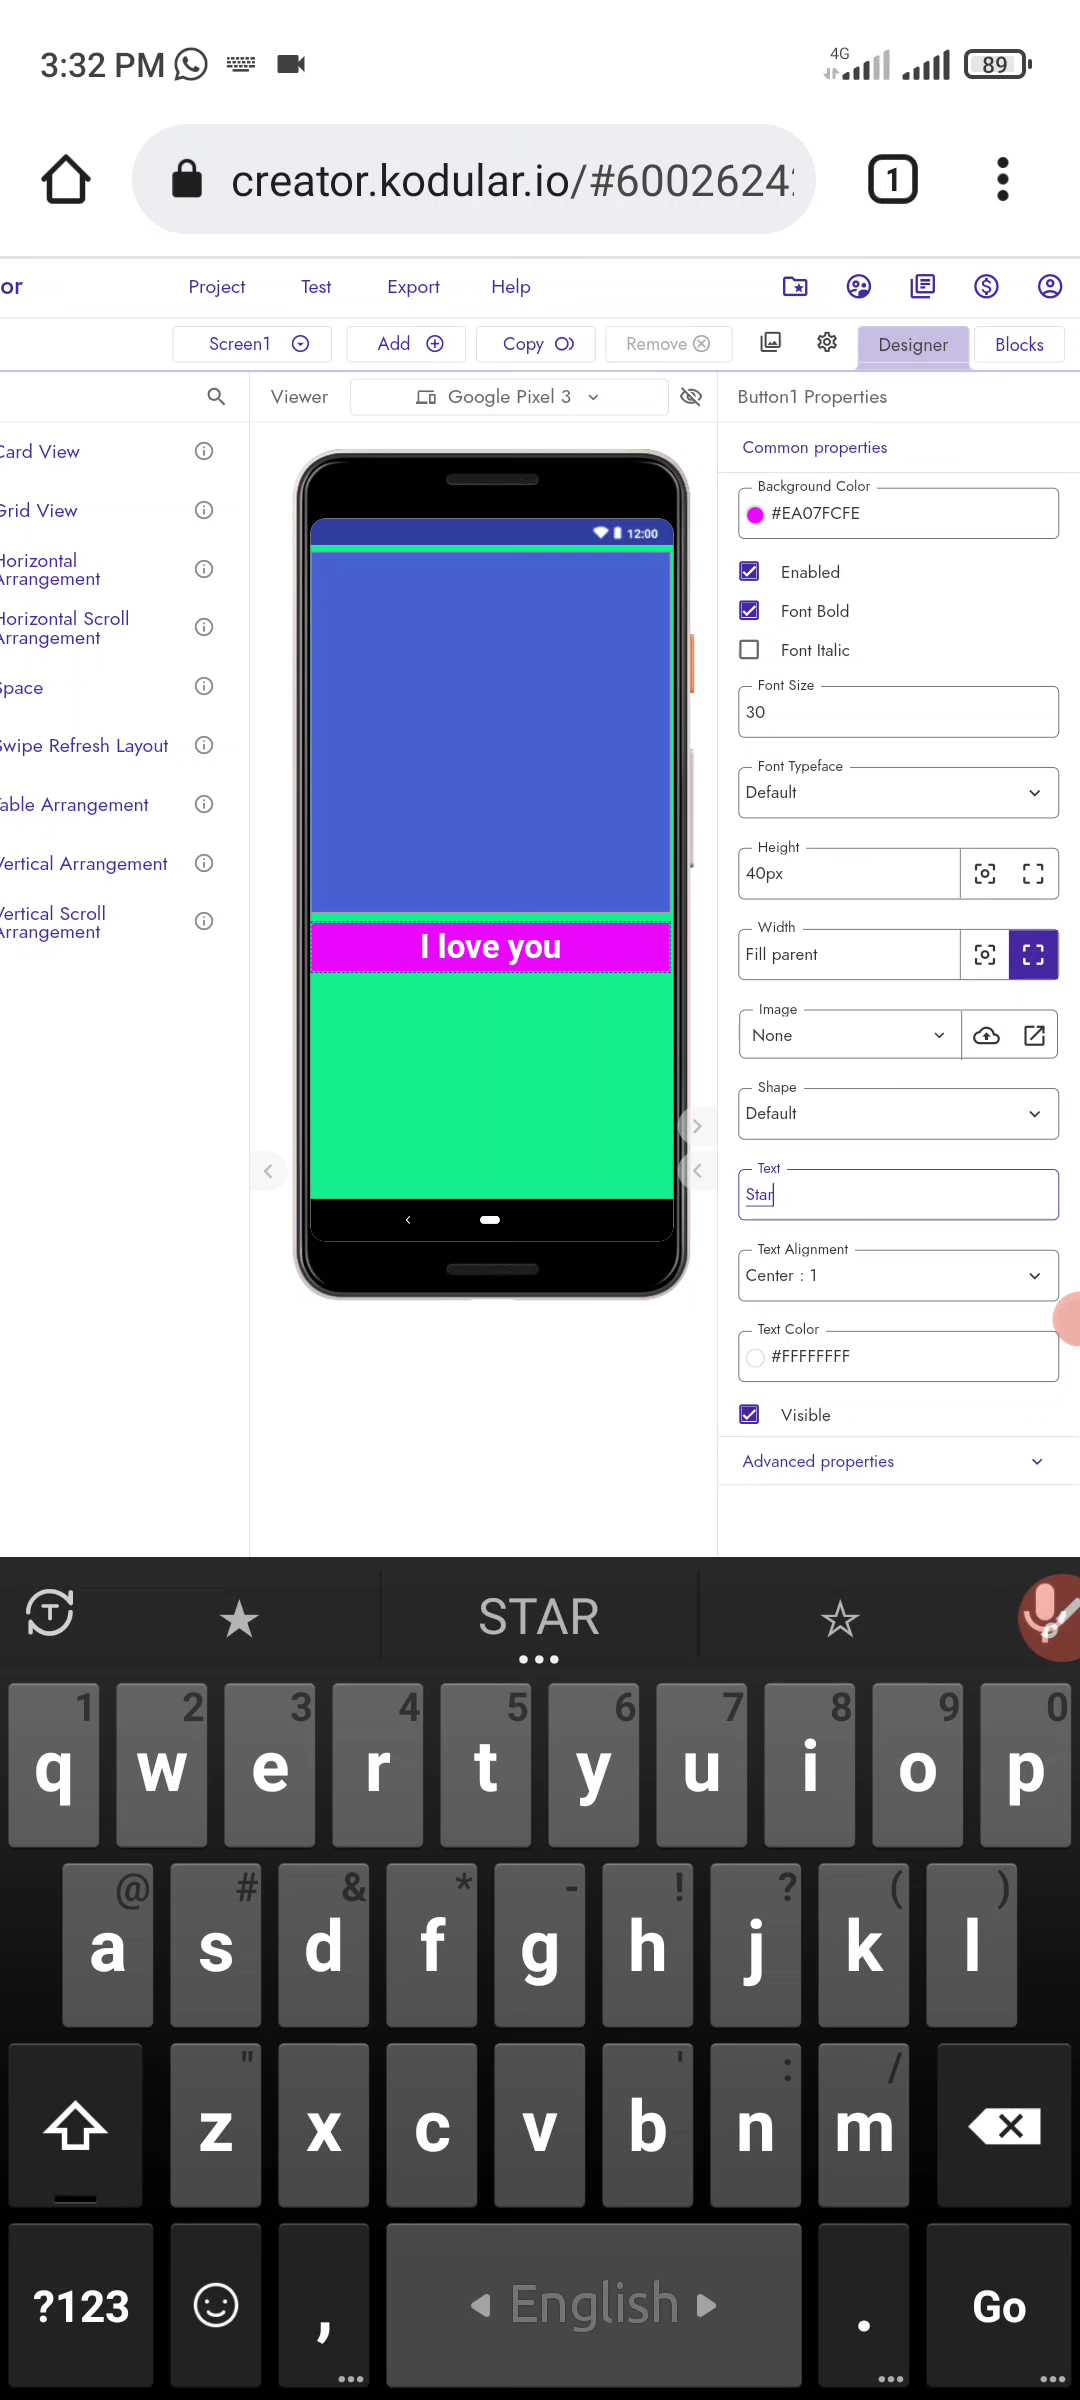 3:32 PM
4G
89
creator.kodular.io/#6002624
1
or
Project
Test
Export
Help
Screen1
Add
Copy
Remove
Designer
Blocks
Viewer
Google Pixel 3
Button1 Properties
Card View
Grid View
Horizontal
Arrangement
Horizontal Scroll
Arrangement
Space
Swipe Refresh Layout
Table Arrangement
Vertical Arrangement
Vertical Scroll
Arrangement
12:00
I love you
Common properties
Background Color
#EA07FCFE
Enabled
Font Bold
Font Italic
Font Size
30
Font Typeface
Default
Height
40px
Width
Fill parent
Image
None
Shape
Default
Text
Star
Text Alignment
Center : 1
Text Color
#FFFFFFFF
Visible
Advanced properties
T
STAR
1 2 3 4 5 6 7 8 9 0
q w e r t y u i o p
@ # & * - ! ? ( )
a s d f g h j k l
" ' : /
z x c v b n m
?123 , English . Go